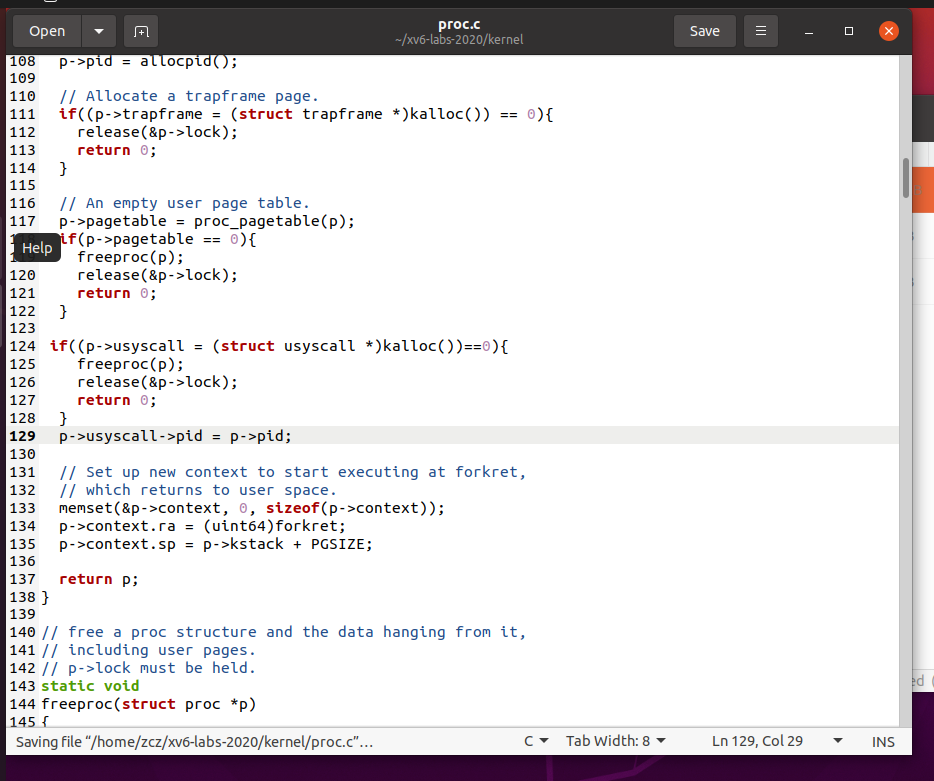 Open
proc.c
~/xv6-labs-2020/kernel
Save
108 p->pid = allocpid();
109
110 // Allocate a trapframe page.
111 if((p->trapframe = (struct trapframe *)kalloc()) == 0){
112 release(&p->lock);
113 return 0;
114 }
115
116 // An empty user page table.
117 p->pagetable = proc_pagetable(p);
if(p->pagetable == 0){
Help
freeproc(p);
120 release(&p->lock);
121 return 0;
122 }
123
124 if((p->usyscall = (struct usyscall *)kalloc())==0){
125 freeproc(p);
126 release(&p->lock);
127 return 0;
128 }
129 p->usyscall->pid = p->pid;
130
131 // Set up new context to start executing at forkret,
132 // which returns to user space.
133 memset(&p->context, 0, sizeof(p->context));
134 p->context.ra = (uint64)forkret;
135 p->context.sp = p->kstack + PGSIZE;
136
137 return p;
138 }
139
140 // free a proc structure and the data hanging from it,
141 // including user pages.
142 // p->lock must be held.
143 static void
144 freeproc(struct proc *p)
145 {
Saving file “/home/zcz/xv6-labs-2020/kernel/proc.c”…
C
Tab Width: 8
Ln 129, Col 29
INS